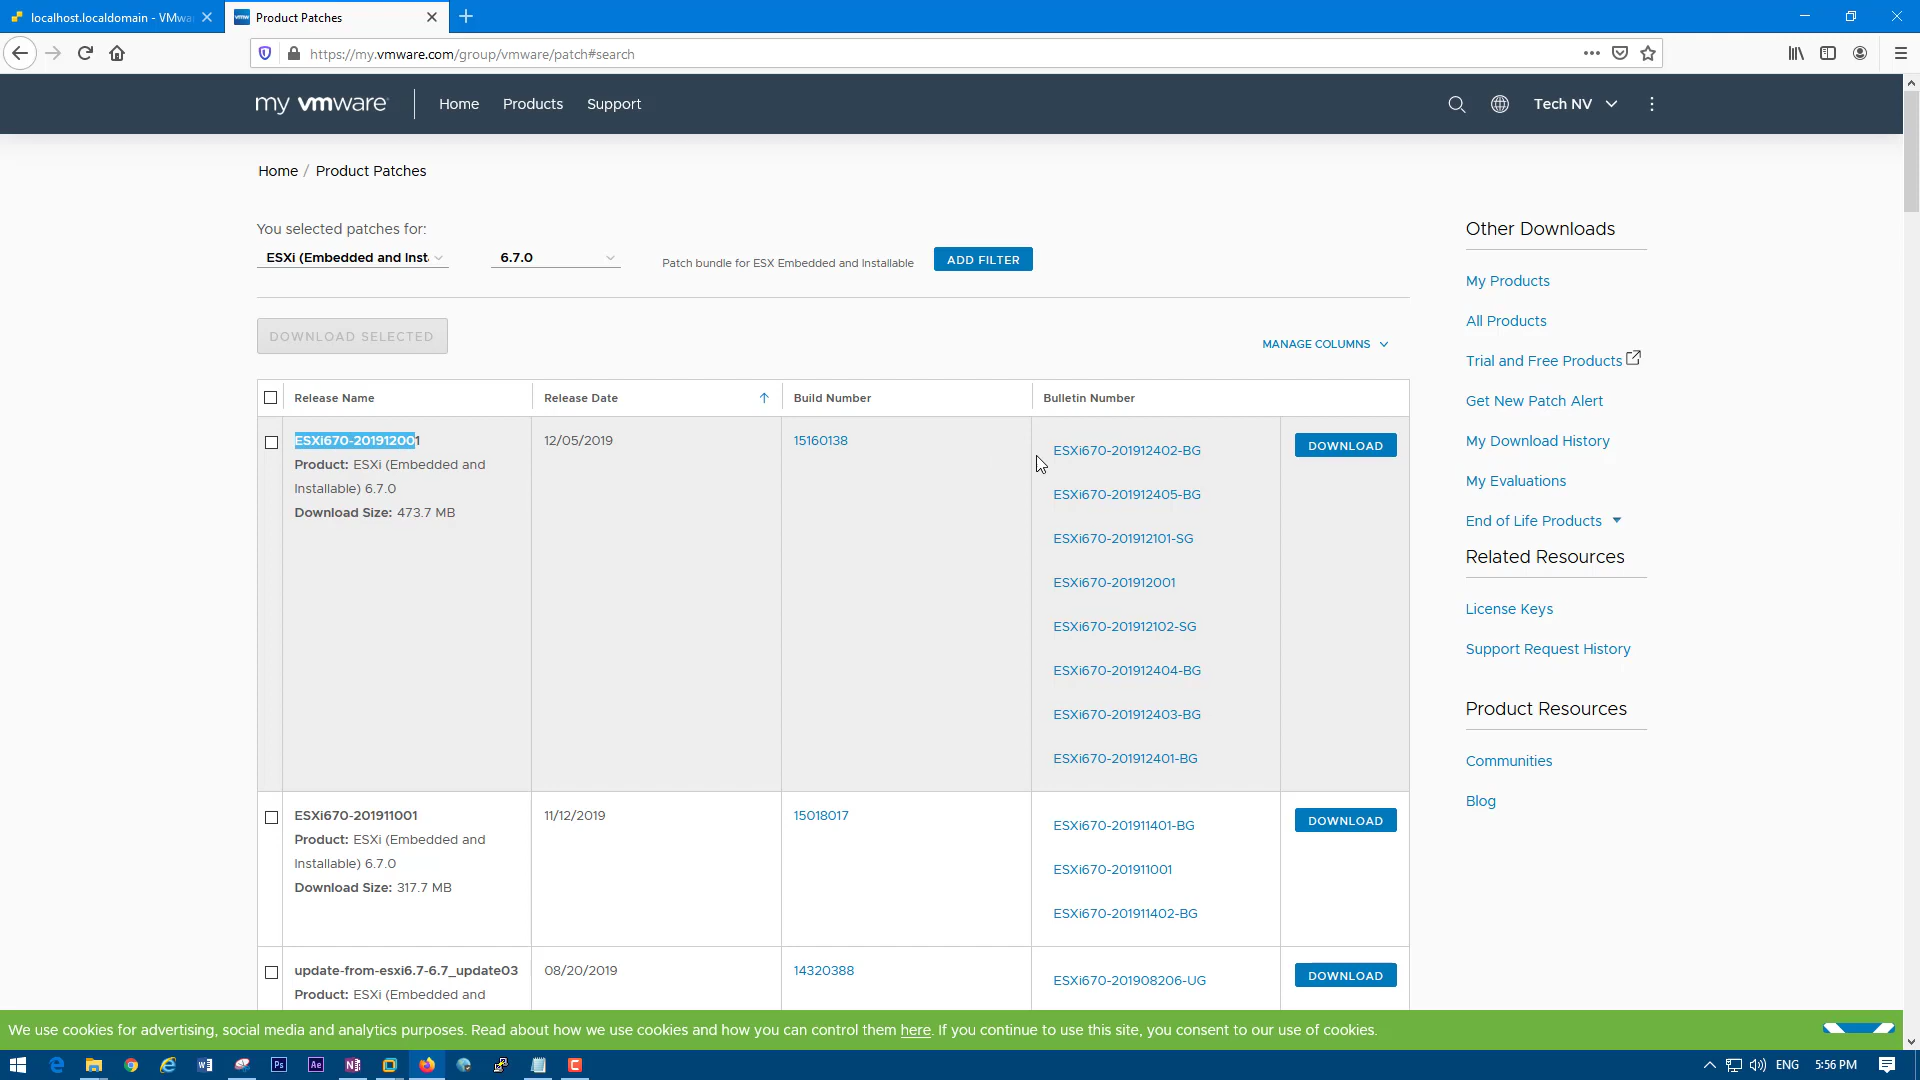 localhost.localdomain - VMwa
Product Patches
https://my.vmware.com/group/vmware/patch#search
my vmware
Home
Products
Support
Tech NV
Home / Product Patches
You selected patches for:
ESXi (Embedded and Inst
6.7.0
Patch bundle for ESX Embedded and Installable
ADD FILTER
DOWNLOAD SELECTED
MANAGE COLUMNS
Release Name
Release Date
Build Number
Bulletin Number
ESXi670-201912001
Product: ESXi (Embedded and
Installable) 6.7.0
Download Size: 473.7 MB
12/05/2019
15160138
ESXi670-201912402-BG
ESXi670-201912405-BG
ESXi670-201912101-SG
ESXi670-201912001
ESXi670-201912102-SG
ESXi670-201912404-BG
ESXi670-201912403-BG
ESXi670-201912401-BG
DOWNLOAD
ESXi670-201911001
Product: ESXi (Embedded and
Installable) 6.7.0
Download Size: 317.7 MB
11/12/2019
15018017
ESXi670-201911401-BG
ESXi670-201911001
ESXi670-201911402-BG
DOWNLOAD
update-from-esxi6.7-6.7_update03
Product: ESXi (Embedded and
08/20/2019
14320388
ESXi670-201908206-UG
DOWNLOAD
Other Downloads
My Products
All Products
Trial and Free Products
Get New Patch Alert
My Download History
My Evaluations
End of Life Products
Related Resources
License Keys
Support Request History
Product Resources
Communities
Blog
We use cookies for advertising, social media and analytics purposes. Read about how we use cookies and how you can control them here. If you continue to use this site, you consent to our use of cookies.
ENG
5:56 PM